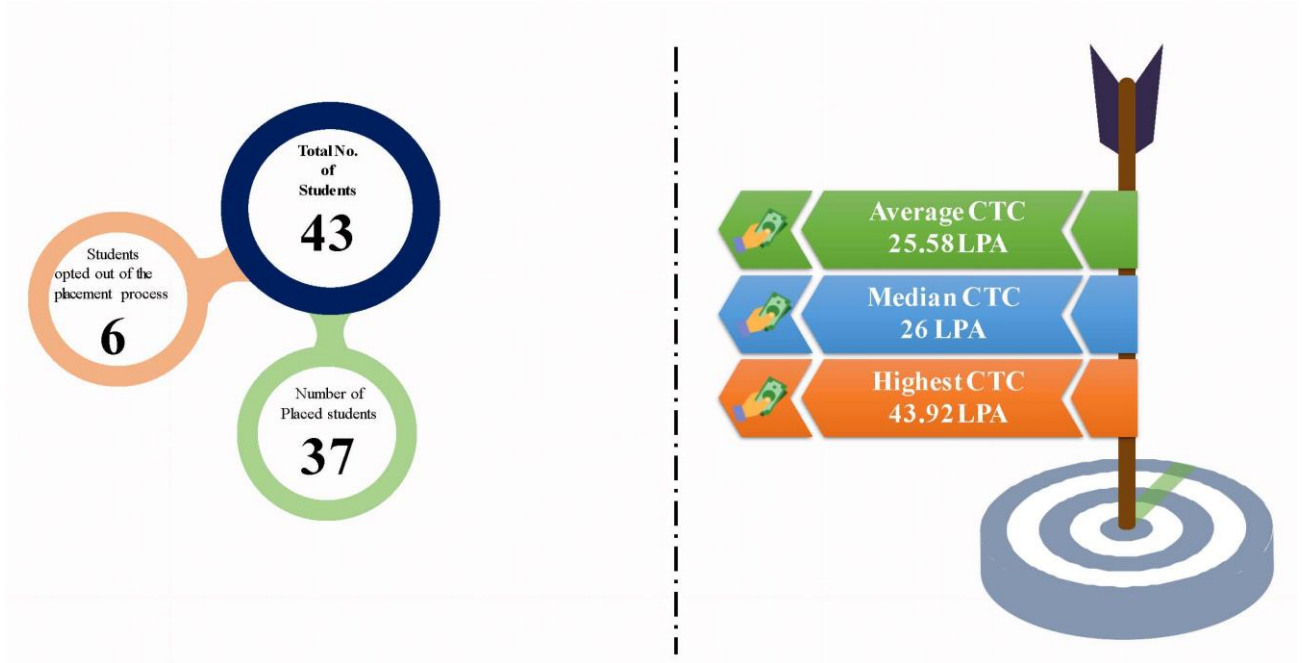 Total No.
of
Students
43
Students
opted out of the
placement process
6
Number of
Placed students
37
Average CTC
25.58 LPA
Median CTC
26 LPA
Highest CTC
43.92 LPA